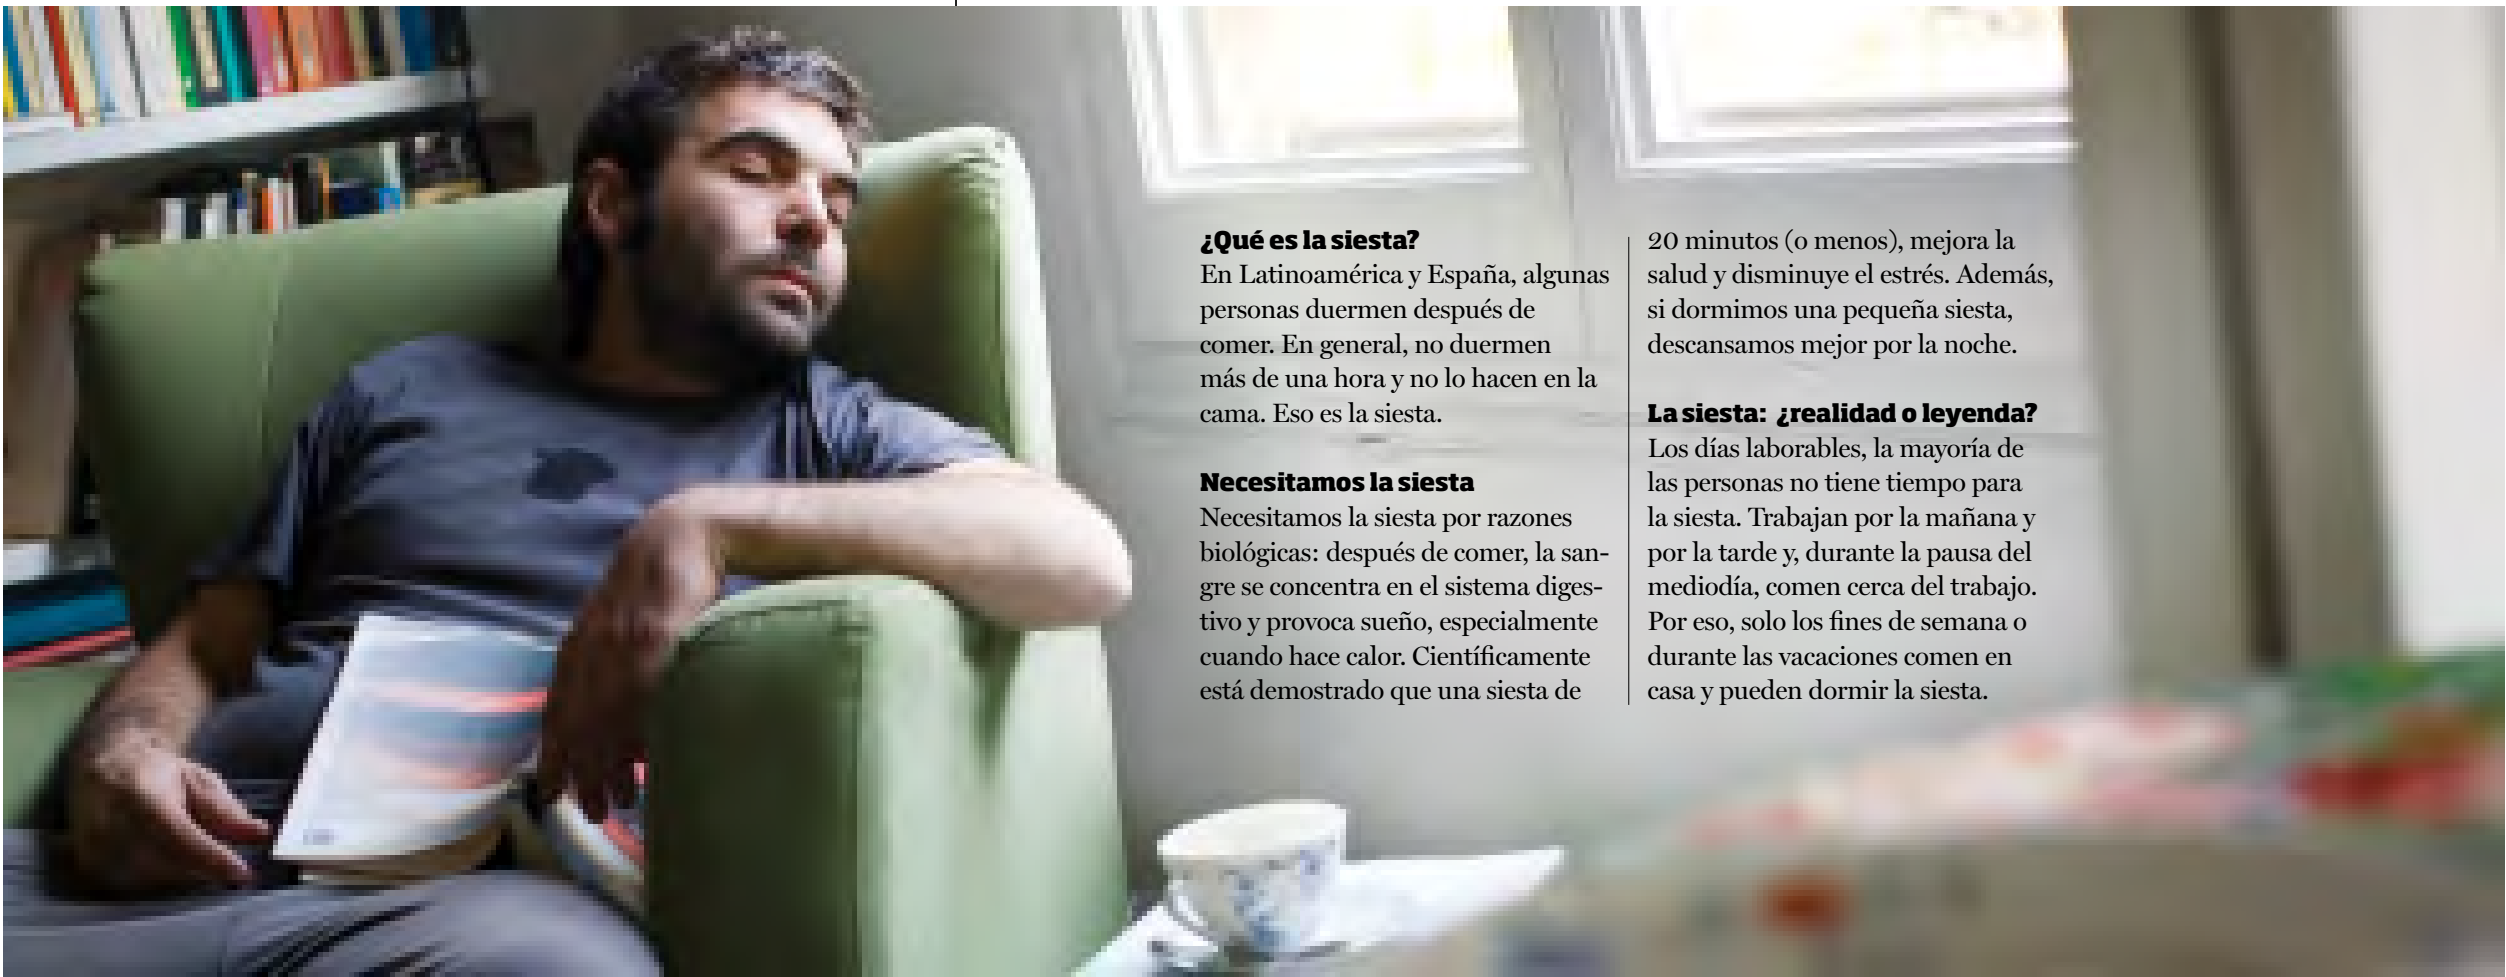 ¿Qué es la siesta?
En Latinoamérica y España, algunas
personas duermen después de
comer. En general, no duermen
más de una hora y no lo hacen en la
cama. Eso es la siesta.
Necesitamos la siesta
Necesitamos la siesta por razones
biológicas: después de comer, la san-
gre se concentra en el sistema diges-
tivo y provoca sueño, especialmente
cuando hace calor. Científicamente
está demostrado que una siesta de
20 minutos (o menos), mejora la
salud y disminuye el estrés. Además,
si dormimos una pequeña siesta,
descansamos mejor por la noche.
La siesta: ¿realidad o leyenda?
Los días laborables, la mayoría de
las personas no tiene tiempo para
la siesta. Trabajan por la mañana y
por la tarde y, durante la pausa del
mediodía, comen cerca del trabajo.
Por eso, solo los fines de semana o
durante las vacaciones comen en
casa y pueden dormir la siesta.